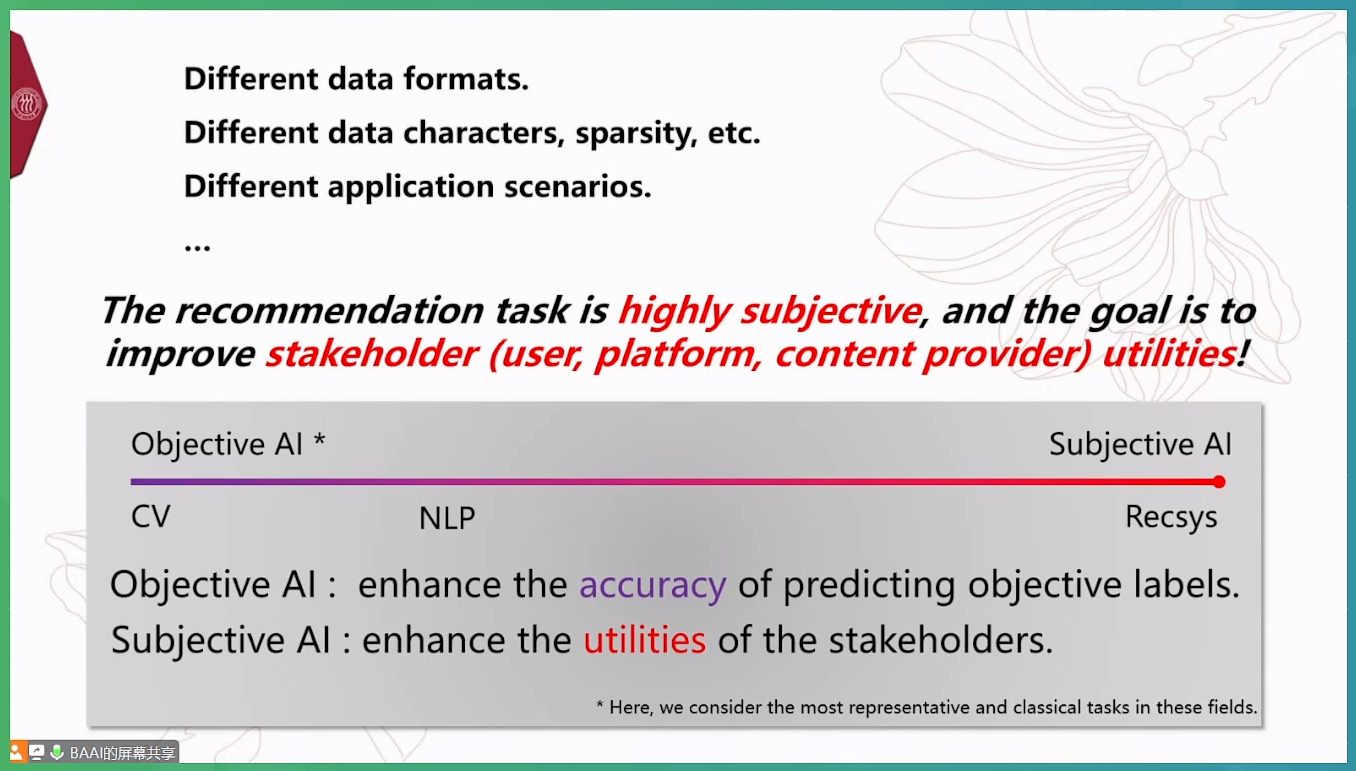 Different data formats.
Different data characters, sparsity, etc.
Different application scenarios.
...
The recommendation task is highly subjective, and the goal is to
improve stakeholder (user, platform, content provider) utilities!
Objective AI *
Subjective AI
CV
NLP
Recsys
Objective AI : enhance the accuracy of predicting objective labels.
Subjective AI : enhance the utilities of the stakeholders.
* Here, we consider the most representative and classical tasks in these fields.
BAAI的屏幕共享